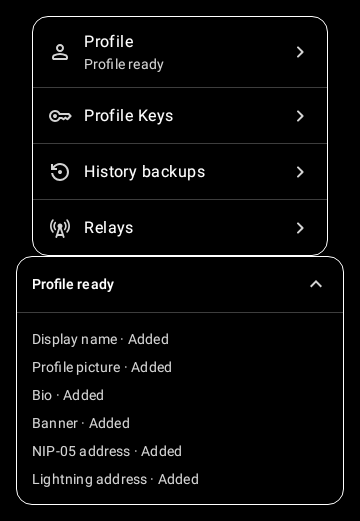 Profile
Profile ready
Profile Keys
History backups
Relays
Profile ready
Display name · Added
Profile picture · Added
Bio · Added
Banner · Added
NIP-05 address · Added
Lightning address · Added